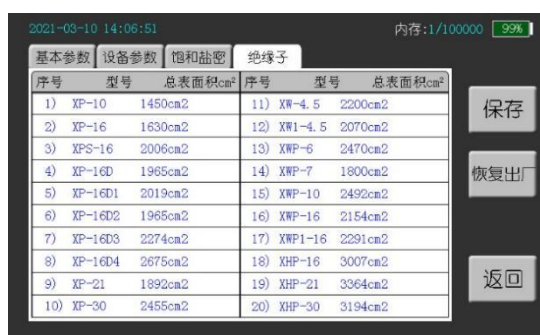 2021-03-10 14:06:51 内存:1/100000 99%
基本参数 设备参数 饱和盐密 绝缘子
序号 型号 总表面积cm² 序号 型号 总表面积cm²
1) XP-10 1450cm2 11) XW-4.5 2200cm2
2) XP-16 1630cm2 12) XW1-4.5 2070cm2
3) XPS-16 2006cm2 13) XWP-6 2470cm2
4) XP-16D 1965cm2 14) XWP-7 1800cm2
5) XP-16D1 2019cm2 15) XWP-10 2492cm2
6) XP-16D2 1965cm2 16) XWP-16 2154cm2
7) XP-16D3 2274cm2 17) XWP1-16 2291cm2
8) XP-16D4 2675cm2 18) XHP-16 3007cm2
9) XP-21 1892cm2 19) XHP-21 3364cm2
10) XP-30 2455cm2 20) XHP-30 3194cm2
保存
恢复出厂
返回